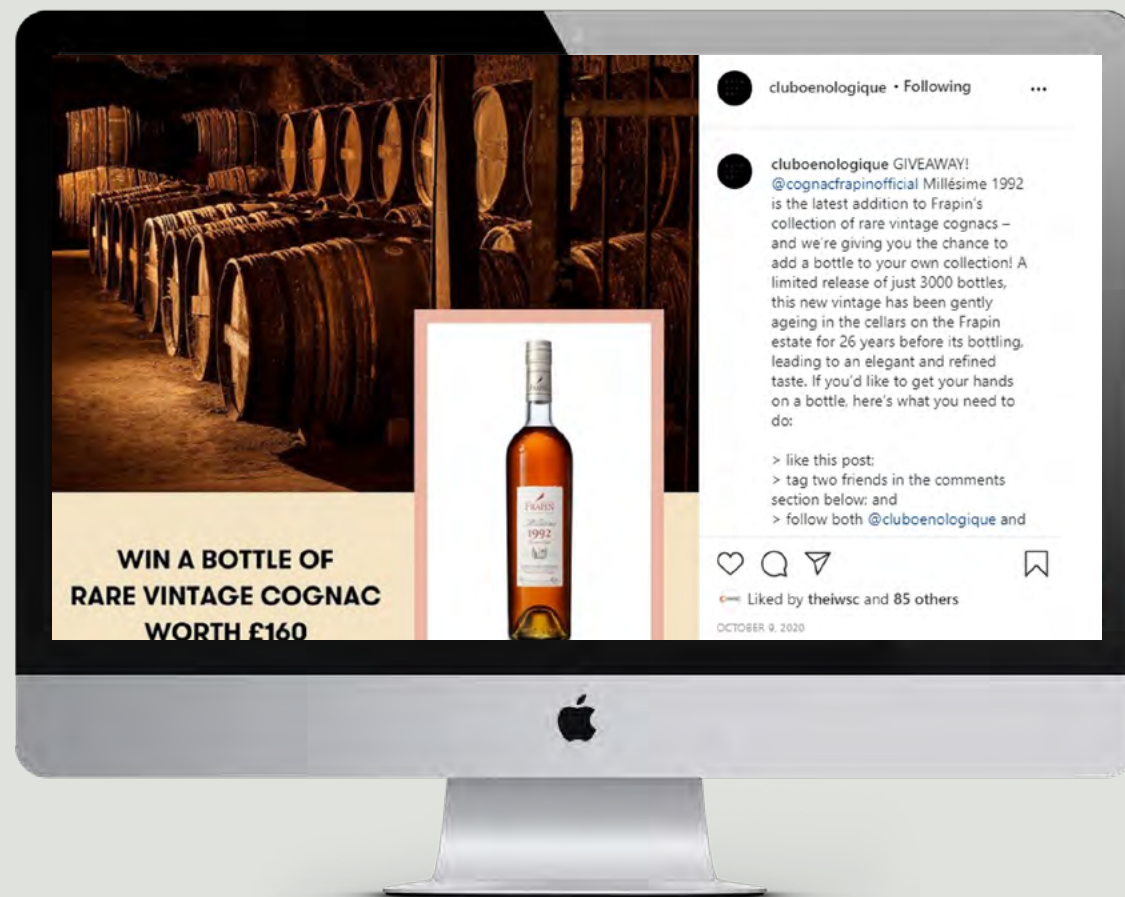 cluboenologique • Following
cluboenologique GIVEAWAY!
@cognacfrapinofficial Millésime 1992
is the latest addition to Frapin's
collection of rare vintage cognacs –
and we're giving you the chance to
add a bottle to your own collection! A
limited release of just 3000 bottles,
this new vintage has been gently
ageing in the cellars on the Frapin
estate for 26 years before its bottling,
leading to an elegant and refined
taste. If you'd like to get your hands
on a bottle, here's what you need to
do:
> like this post;
> tag two friends in the comments
section below; and
> follow both @cluboenologique and
Liked by theiwsc and 85 others
OCTOBER 9, 2020
WIN A BOTTLE OF
RARE VINTAGE COGNAC
WORTH £160
FRAPIN
Millésime
1992